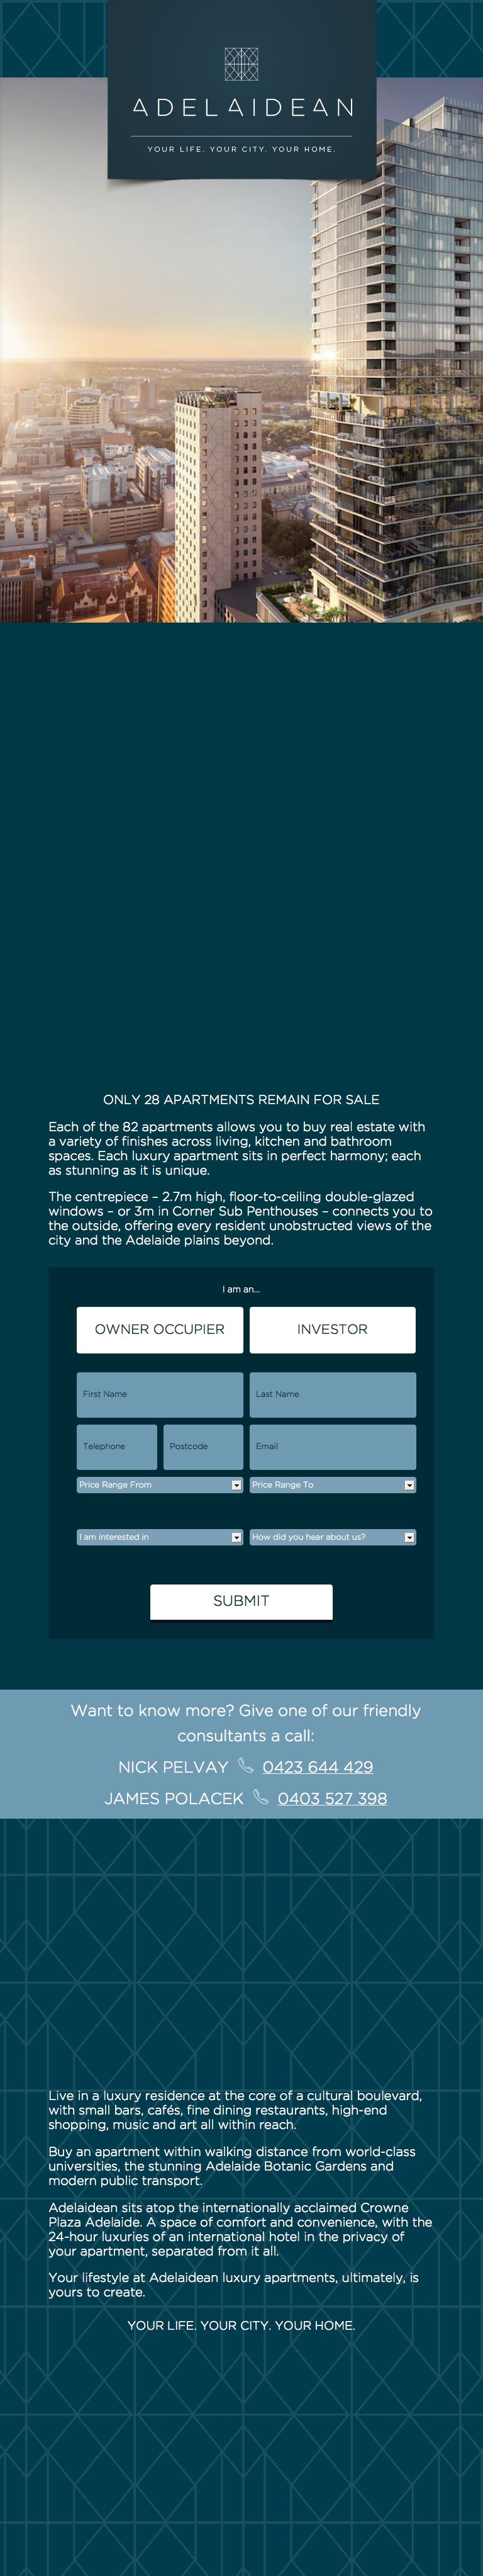 ADELAIDEAN
YOUR LIFE. YOUR CITY. YOUR HOME.
ONLY 28 APARTMENTS REMAIN FOR SALE
Each of the 82 apartments allows you to buy real estate with
a variety of finishes across living, kitchen and bathroom
spaces. Each luxury apartment sits in perfect harmony; each
as stunning as it is unique.
The centrepiece – 2.7m high, floor-to-ceiling double-glazed
windows – or 3m in Corner Sub Penthouses – connects you to
the outside, offering every resident unobstructed views of the
city and the Adelaide plains beyond.
I am an...
OWNER OCCUPIER INVESTOR
First Name Last Name
Telephone Postcode Email
Price Range From Price Range To
I am interested in How did you hear about us?
SUBMIT
Want to know more? Give one of our friendly
consultants a call:
NICK PELVAY 0423 644 429
JAMES POLACEK 0403 527 398
Live in a luxury residence at the core of a cultural boulevard,
with small bars, cafés, fine dining restaurants, high-end
shopping, music and art all within reach.
Buy an apartment within walking distance from world-class
universities, the stunning Adelaide Botanic Gardens and
modern public transport.
Adelaidean sits atop the internationally acclaimed Crowne
Plaza Adelaide. A space of comfort and convenience, with the
24-hour luxuries of an international hotel in the privacy of
your apartment, separated from it all.
Your lifestyle at Adelaidean luxury apartments, ultimately, is
yours to create.
YOUR LIFE. YOUR CITY. YOUR HOME.